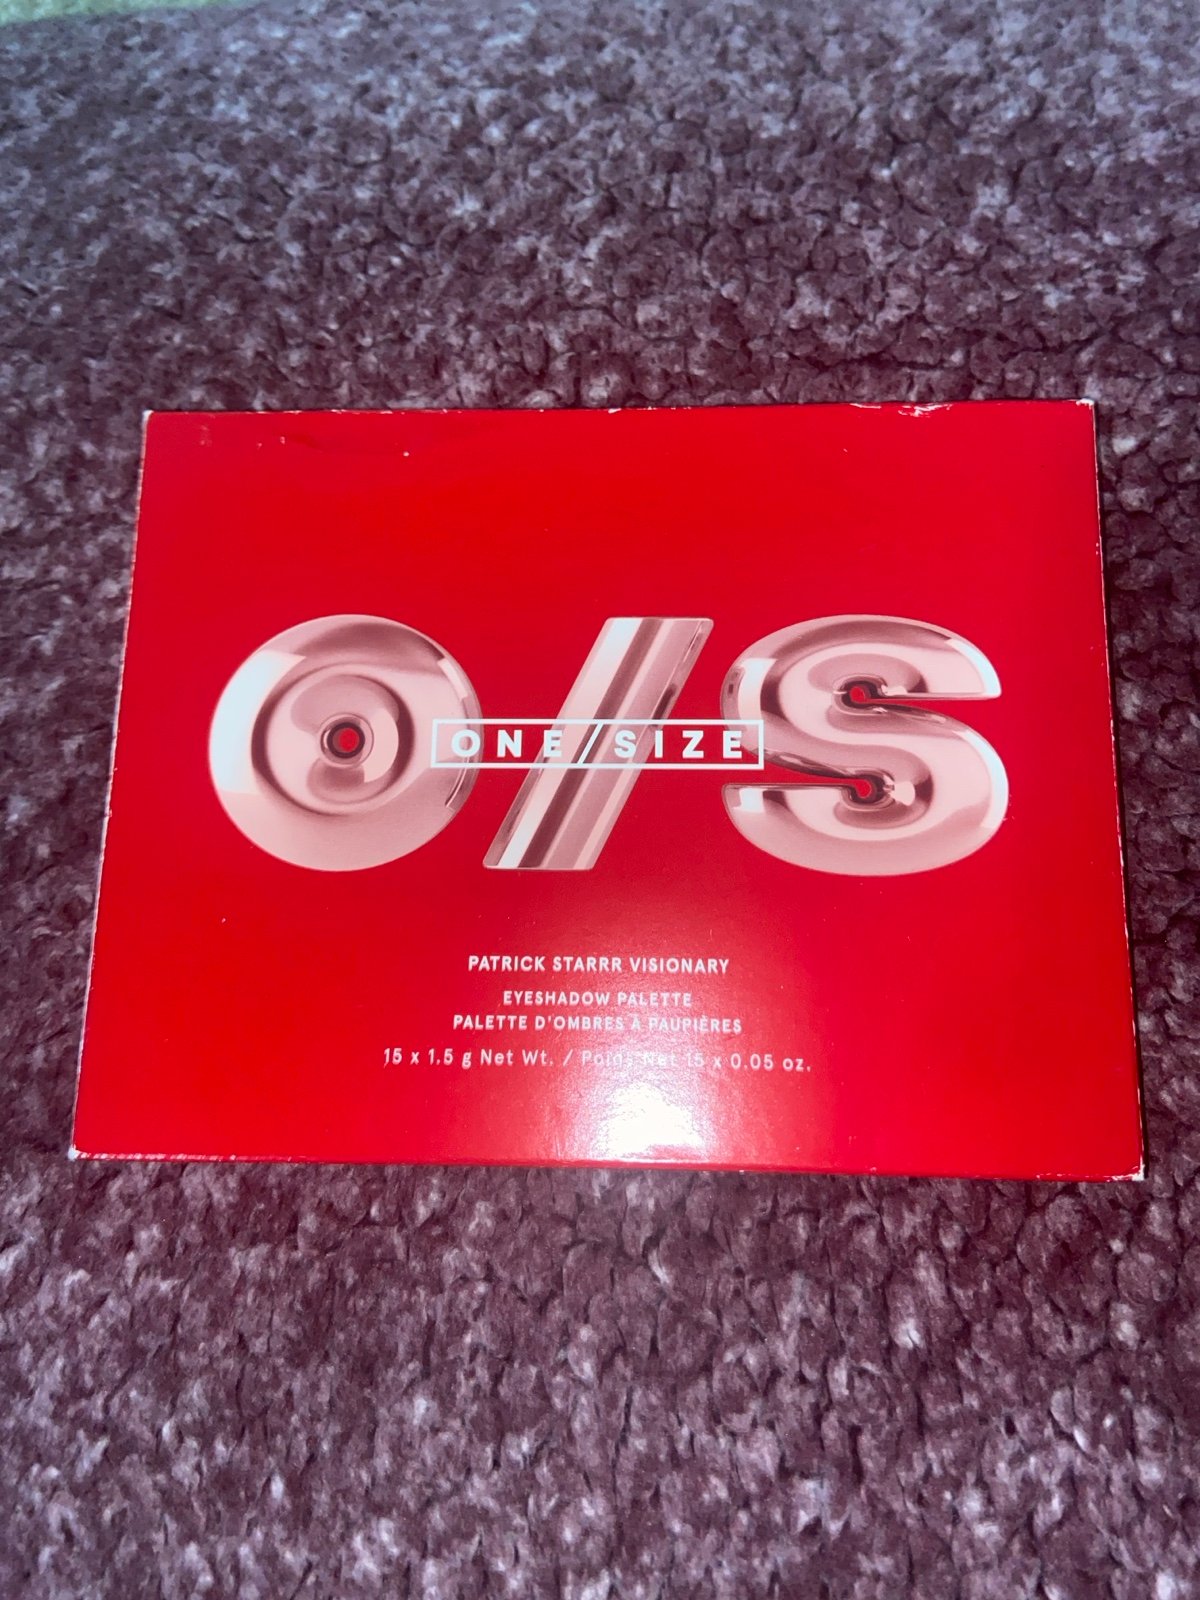 O/S
ONE/SIZE
PATRICK STARRR VISIONARY
EYESHADOW PALETTE
PALETTE D'OMBRES À PAUPIÈRES
15 x 1,5 g Net Wt. / Poids Net 15 x 0.05 oz.